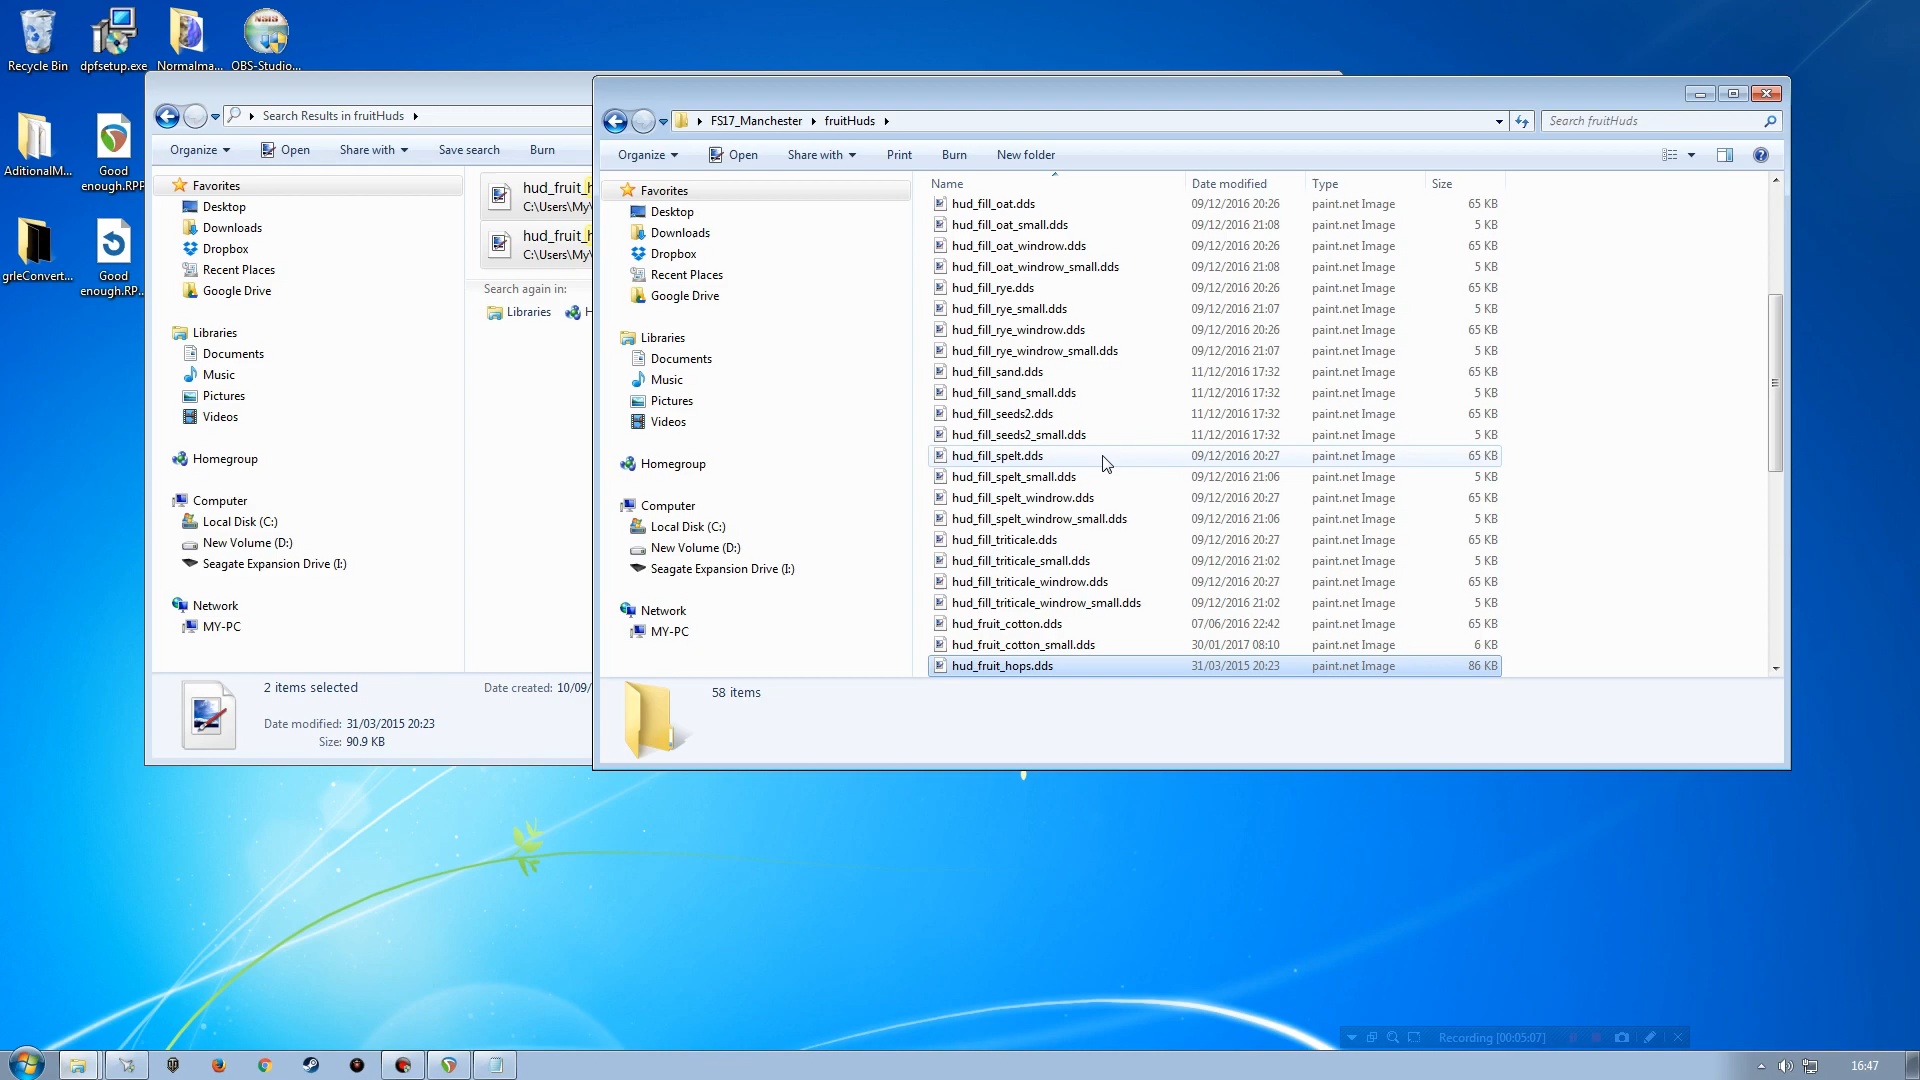 Recycle Bin
dpfsetup.exe
Normalma...
OBS-Studio...
AditionalM...
Good
enough.RPP
grleConvert...
Good
enough.RP...
Search Results in fruitHuds
Organize
Open
Share with
Save search
Burn
Favorites
Desktop
Downloads
Dropbox
Recent Places
Google Drive
Libraries
Documents
Music
Pictures
Videos
Homegroup
Computer
Local Disk (C:)
New Volume (D:)
Seagate Expansion Drive (I:)
Network
MY-PC
hud_fruit_h
C:\Users\My\
hud_fruit_h
C:\Users\My\
Search again in:
Libraries
H
2 items selected
Date modified: 31/03/2015 20:23
Size: 90.9 KB
Date created: 10/09/
FS17_Manchester
fruitHuds
Search fruitHuds
Organize
Open
Share with
Print
Burn
New folder
Favorites
Desktop
Downloads
Dropbox
Recent Places
Google Drive
Libraries
Documents
Music
Pictures
Videos
Homegroup
Computer
Local Disk (C:)
New Volume (D:)
Seagate Expansion Drive (I:)
Network
MY-PC
Name Date modified Type Size
hud_fill_oat.dds 09/12/2016 20:26 paint.net Image 65 KB
hud_fill_oat_small.dds 09/12/2016 21:08 paint.net Image 5 KB
hud_fill_oat_windrow.dds 09/12/2016 20:26 paint.net Image 65 KB
hud_fill_oat_windrow_small.dds 09/12/2016 21:08 paint.net Image 5 KB
hud_fill_rye.dds 09/12/2016 20:26 paint.net Image 65 KB
hud_fill_rye_small.dds 09/12/2016 21:07 paint.net Image 5 KB
hud_fill_rye_windrow.dds 09/12/2016 20:26 paint.net Image 65 KB
hud_fill_rye_windrow_small.dds 09/12/2016 21:07 paint.net Image 5 KB
hud_fill_sand.dds 11/12/2016 17:32 paint.net Image 65 KB
hud_fill_sand_small.dds 11/12/2016 17:32 paint.net Image 5 KB
hud_fill_seeds2.dds 11/12/2016 17:32 paint.net Image 65 KB
hud_fill_seeds2_small.dds 11/12/2016 17:32 paint.net Image 5 KB
hud_fill_spelt.dds 09/12/2016 20:27 paint.net Image 65 KB
hud_fill_spelt_small.dds 09/12/2016 21:06 paint.net Image 5 KB
hud_fill_spelt_windrow.dds 09/12/2016 20:27 paint.net Image 65 KB
hud_fill_spelt_windrow_small.dds 09/12/2016 21:06 paint.net Image 5 KB
hud_fill_triticale.dds 09/12/2016 20:27 paint.net Image 65 KB
hud_fill_triticale_small.dds 09/12/2016 21:02 paint.net Image 5 KB
hud_fill_triticale_windrow.dds 09/12/2016 20:27 paint.net Image 65 KB
hud_fill_triticale_windrow_small.dds 09/12/2016 21:02 paint.net Image 5 KB
hud_fruit_cotton.dds 07/06/2016 22:42 paint.net Image 65 KB
hud_fruit_cotton_small.dds 30/01/2017 08:10 paint.net Image 6 KB
hud_fruit_hops.dds 31/03/2015 20:23 paint.net Image 86 KB
58 items
Recording [00:05:07]
16:47